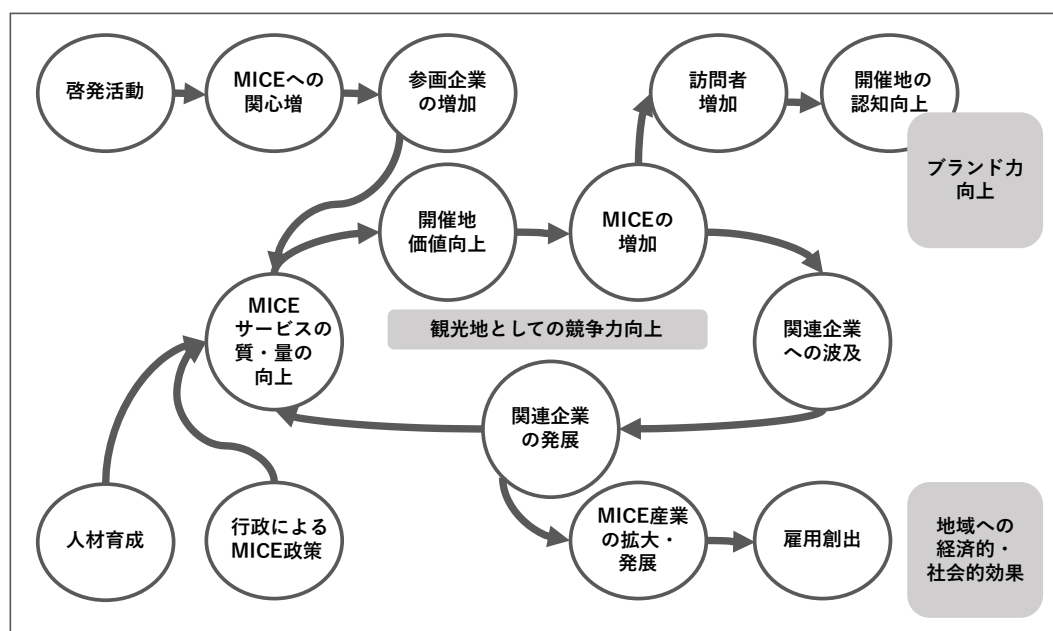 啓発活動
MICEへの
関心増
参画企業
の増加
訪問者
増加
開催地の
認知向上
ブランド力
向上
開催地
価値向上
MICEの
増加
MICE
サービスの
質・量の
向上
観光地としての競争力向上
関連企業
への波及
関連企業
の発展
人材育成
行政による
MICE政策
MICE産業
の拡大・
発展
雇用創出
地域への
経済的・
社会的効果